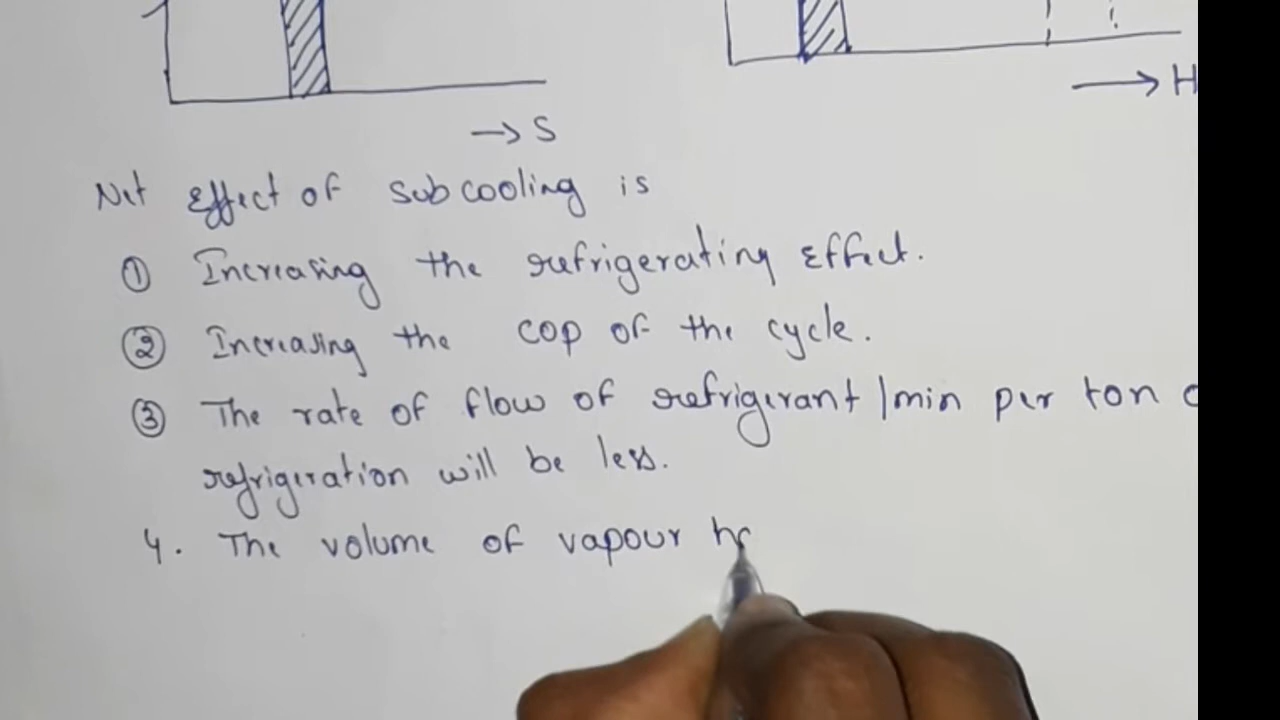 → S
→ H
Net Effect of Subcooling is
① Increasing the refrigerating Effect.
② Increasing the COP of the cycle.
③ The rate of flow of refrigerant /min per ton
refrigeration will be less.
4. The volume of vapour